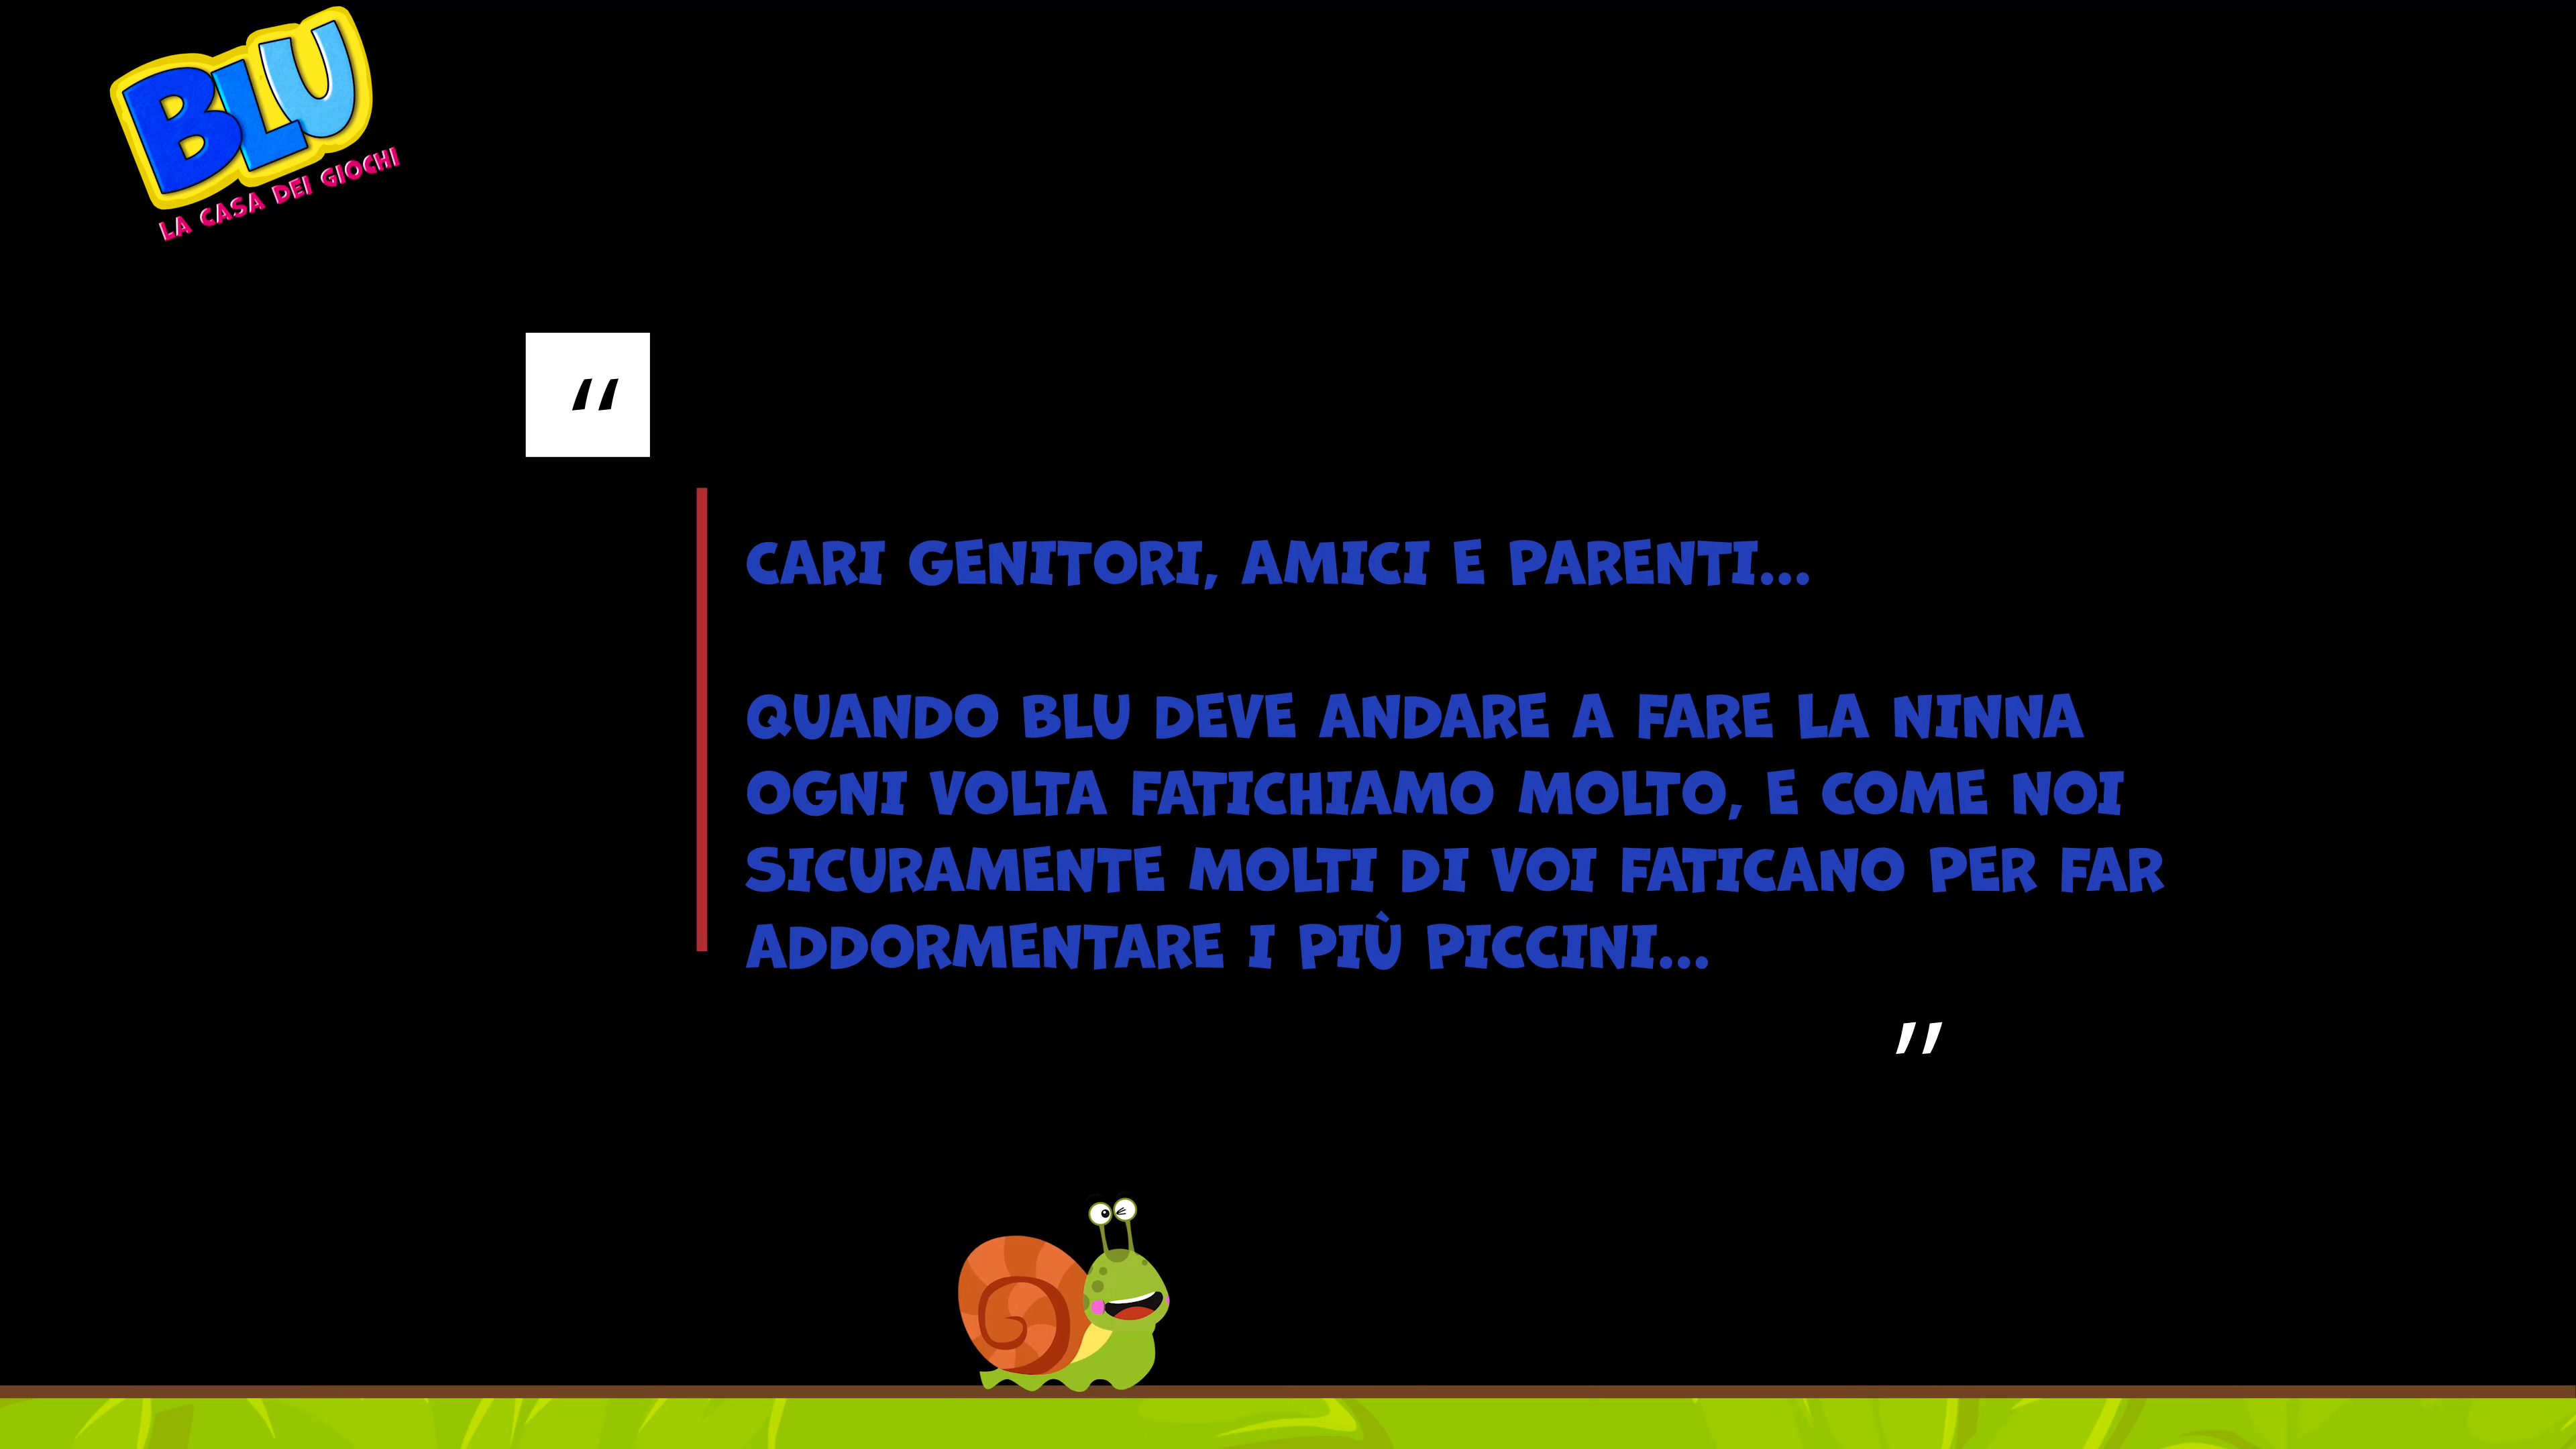 BLU
LA CASA DEI GIOCHI
“
CARI GENITORI, AMICI E PARENTI...
QUANDO BLU DEVE ANDARE A FARE LA NINNA
OGNI VOLTA FATICHIAMO MOLTO, E COME NOI
SICURAMENTE MOLTI DI VOI FATICANO PER FAR
ADDORMENTARE I PIÙ PICCINI...
”